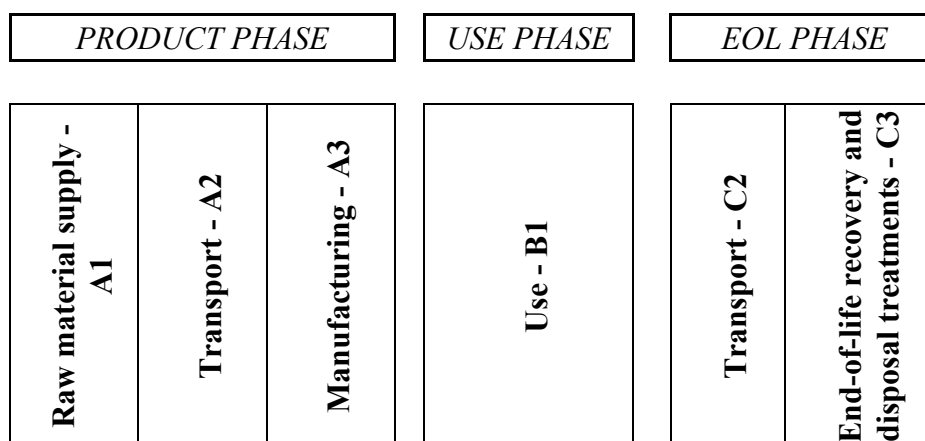 PRODUCT PHASE
USE PHASE
EOL PHASE
Raw material supply -
A1
Transport - A2
Manufacturing - A3
Use - B1
Transport - C2
End-of-life recovery and
disposal treatments - C3